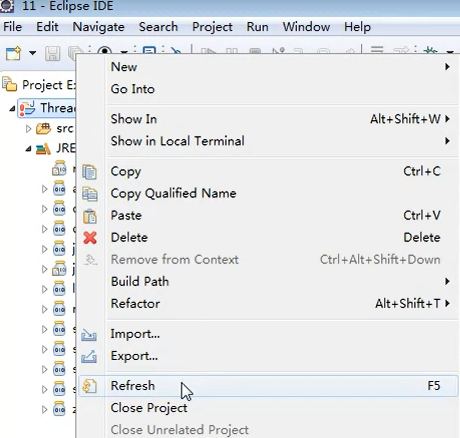 11 - Eclipse IDE
File Edit Navigate Search Project Run Window Help
Project Ex
New
Go Into
Threa
Show In Alt+Shift+W
src
Show in Local Terminal
JRE
Copy Ctrl+C
Copy Qualified Name
Paste Ctrl+V
Delete Delete
Remove from Context Ctrl+Alt+Shift+Down
Build Path
Refactor Alt+Shift+T
Import...
Export...
Refresh F5
Close Project
Close Unrelated Project